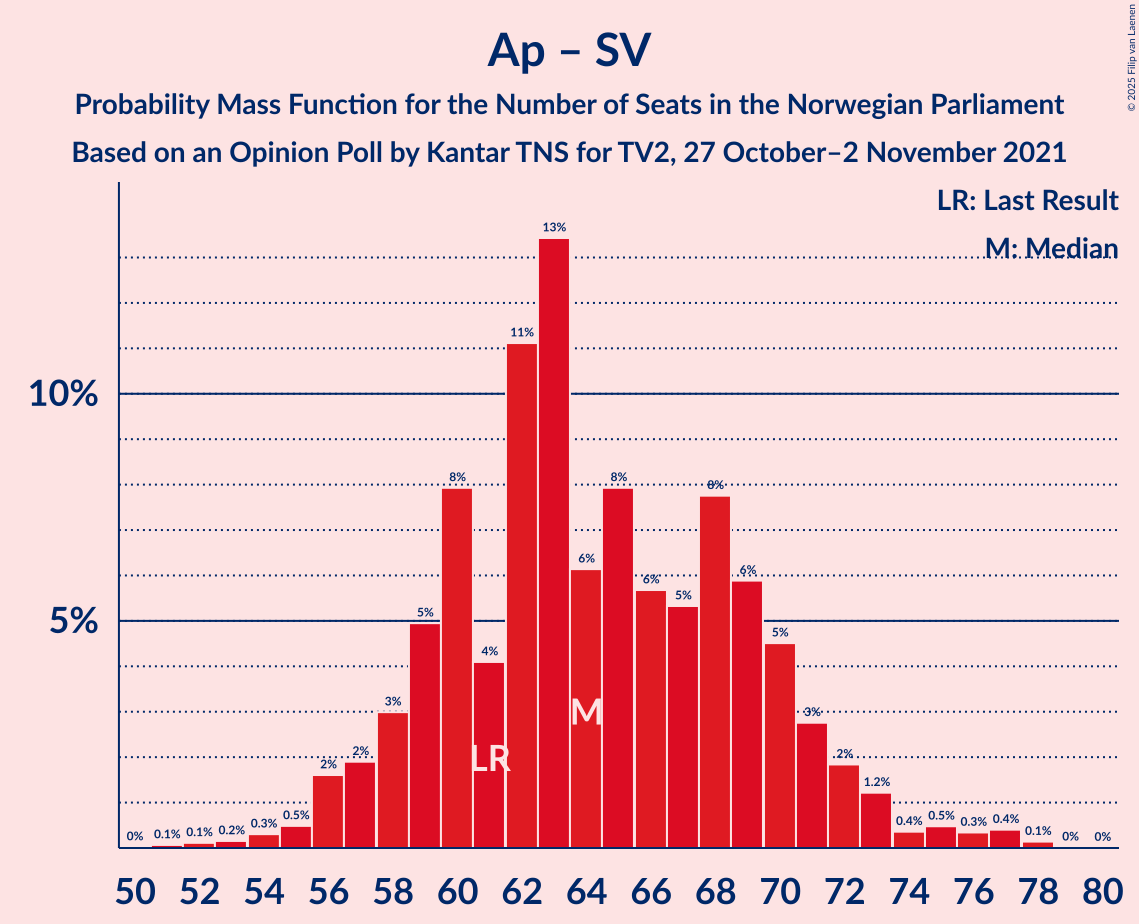 © 2025 Filip van Laenen
Ap – SV
Probability Mass Function for the Number of Seats in the Norwegian Parliament
Based on an Opinion Poll by Kantar TNS for TV2, 27 October–2 November 2021
LR: Last Result
M: Median
10%
5%
0% 0.1% 0.1% 0.2% 0.3% 0.5% 2% 2% 3% 5% 8% 4% 11% 13% 6% 8% 6% 5% 8% 6% 5% 3% 2% 1.2% 0.4% 0.5% 0.3% 0.4% 0.1% 0% 0%
LR M
50 52 54 56 58 60 62 64 66 68 70 72 74 76 78 80